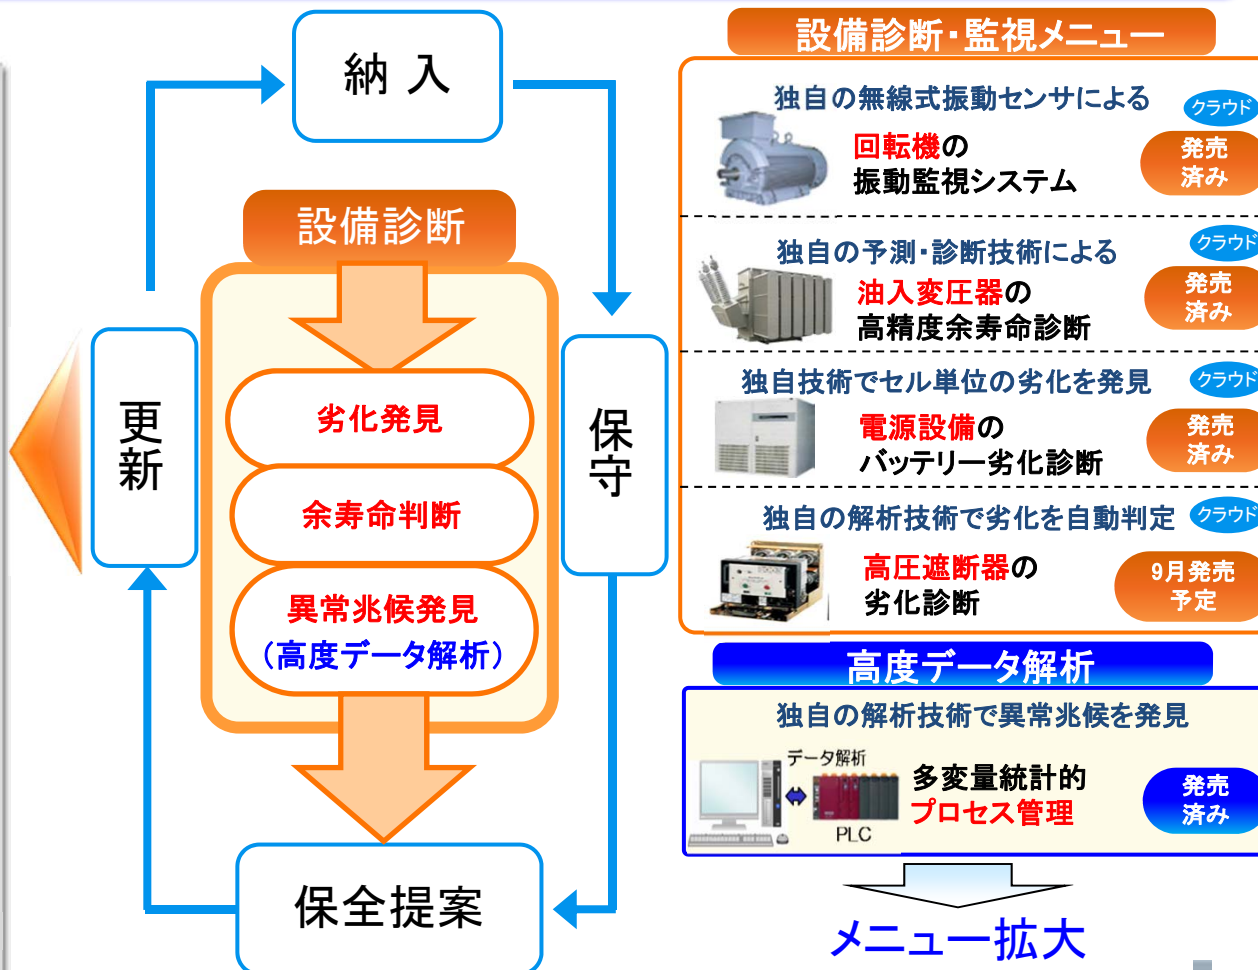 納 入
設備診断
劣化発見
余寿命判断
異常兆候発見
（高度データ解析）
更新
保守
保全提案
設備診断・監視メニュー
独自の無線式振動センサによる
クラウド
回転機の
振動監視システム
発売
済み
独自の予測・診断技術による
クラウド
油入変圧器の
高精度余寿命診断
発売
済み
独自技術でセル単位の劣化を発見
クラウド
電源設備の
バッテリー劣化診断
発売
済み
独自の解析技術で劣化を自動判定
クラウド
高圧遮断器の
劣化診断
9月発売
予定
高度データ解析
独自の解析技術で異常兆候を発見
データ解析
PLC
多変量統計的
プロセス管理
発売
済み
メニュー拡大